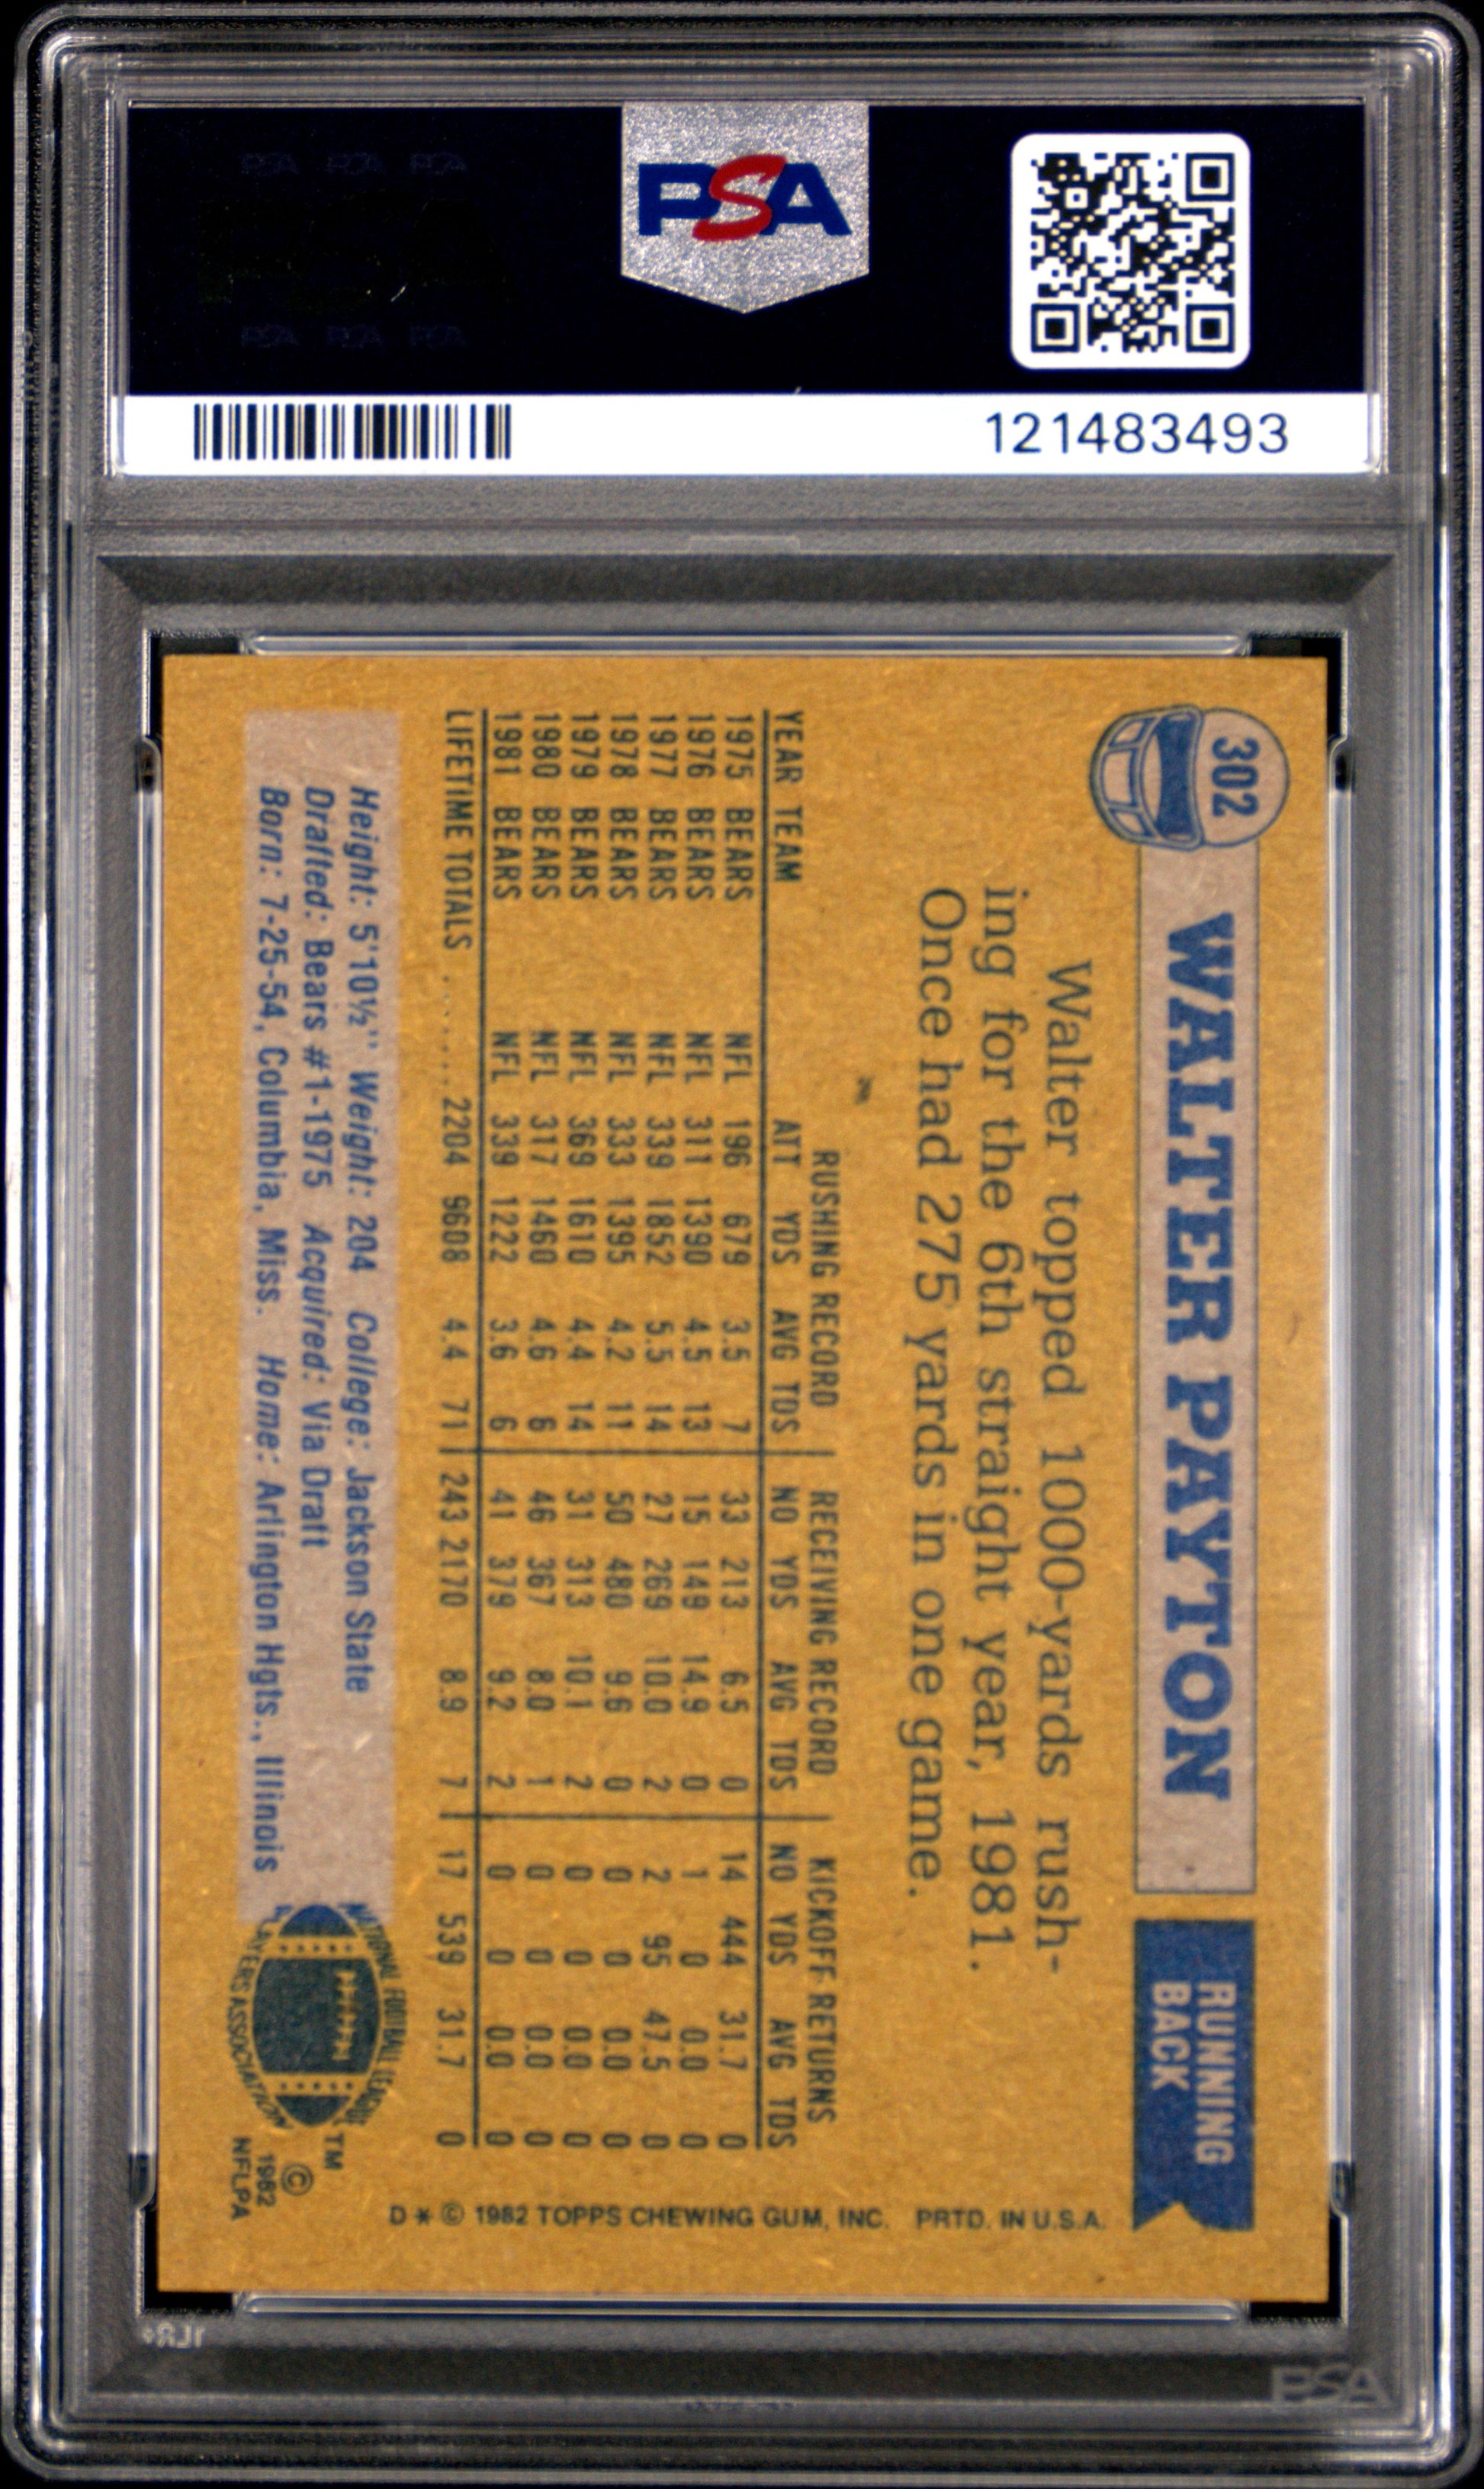 PSA
121483493
302
WALTER PAYTON
RUNNING
BACK
Walter topped 1000-yards rush-
ing for the 6th straight year, 1981.
Once had 275 yards in one game.
RUSHING RECORD RECEIVING RECORD KICKOFF RETURNS
YEAR TEAM ATT YDS AVG TDS NO YDS AVG TDS NO YDS AVG TDS
1975 BEARS NFL 196 679 3.5 7 33 213 6.5 0 14 444 31.7 0
1976 BEARS NFL 311 1390 4.5 13 15 149 14.9 0 1 0 0.0 0
1977 BEARS NFL 339 1852 5.5 14 27 269 10.0 2 2 95 47.5 0
1978 BEARS NFL 333 1395 4.2 11 50 480 9.6 0 0 0 0.0 0
1979 BEARS NFL 369 1610 4.4 14 31 313 10.1 2 0 0 0.0 0
1980 BEARS NFL 317 1460 4.6 6 46 367 8.0 1 0 0 0.0 0
1981 BEARS NFL 339 1222 3.6 6 41 379 9.2 2 0 0 0.0 0
LIFETIME TOTALS ....... 2204 9608 4.4 71 243 2170 8.9 7 17 539 31.7 0
Height: 5'10½" Weight: 204 College: Jackson State
Drafted: Bears #1-1975 Acquired: Via Draft
Born: 7-25-54, Columbia, Miss. Home: Arlington Hgts., Illinois
NATIONAL FOOTBALL LEAGUE
PLAYERS ASSOCIATION
TM
©
1982
NFLPA
D * © 1982 TOPPS CHEWING GUM, INC. PRTD. IN U.S.A.
PSA